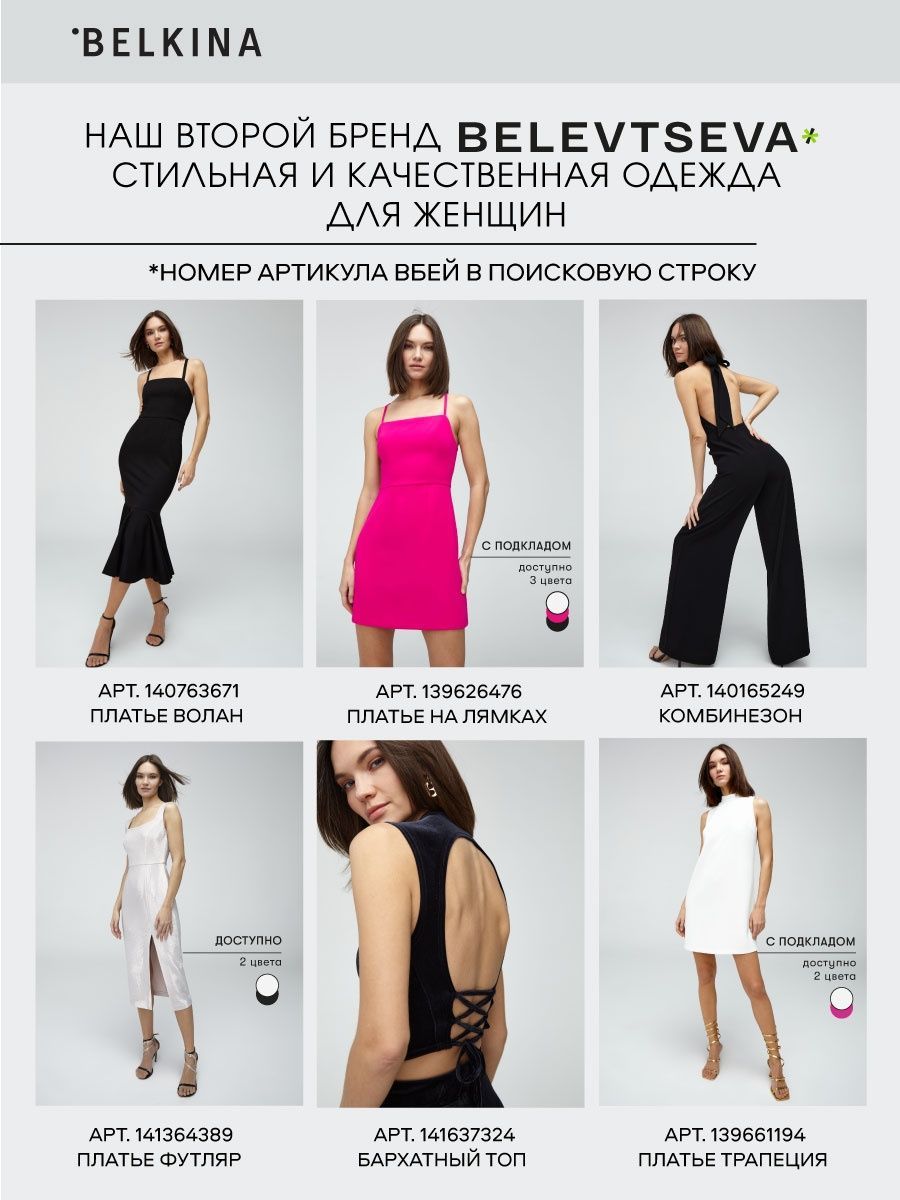 BELKINA
НАШ ВТОРОЙ БРЕНД BELEVTSEVA*
СТИЛЬНАЯ И КАЧЕСТВЕННАЯ ОДЕЖДА
ДЛЯ ЖЕНЩИН
*НОМЕР АРТИКУЛА ВБЕЙ В ПОИСКОВУЮ СТРОКУ
С ПОДКЛАДОМ
доступно
3 цвета
АРТ. 140763671
ПЛАТЬЕ ВОЛАН
АРТ. 139626476
ПЛАТЬЕ НА ЛЯМКАХ
АРТ. 140165249
КОМБИНЕЗОН
ДОСТУПНО
2 цвета
С ПОДКЛАДОМ
доступно
2 цвета
АРТ. 141364389
ПЛАТЬЕ ФУТЛЯР
АРТ. 141637324
БАРХАТНЫЙ ТОП
АРТ. 139661194
ПЛАТЬЕ ТРАПЕЦИЯ